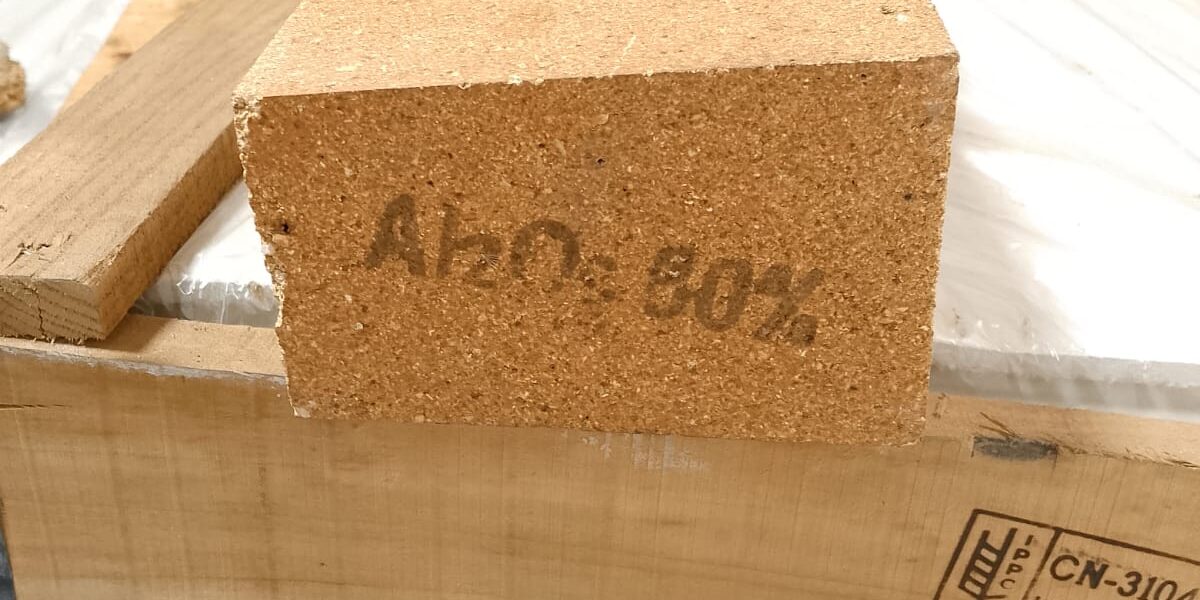 Al₂O₃ 80%
IPPC
CN-3104